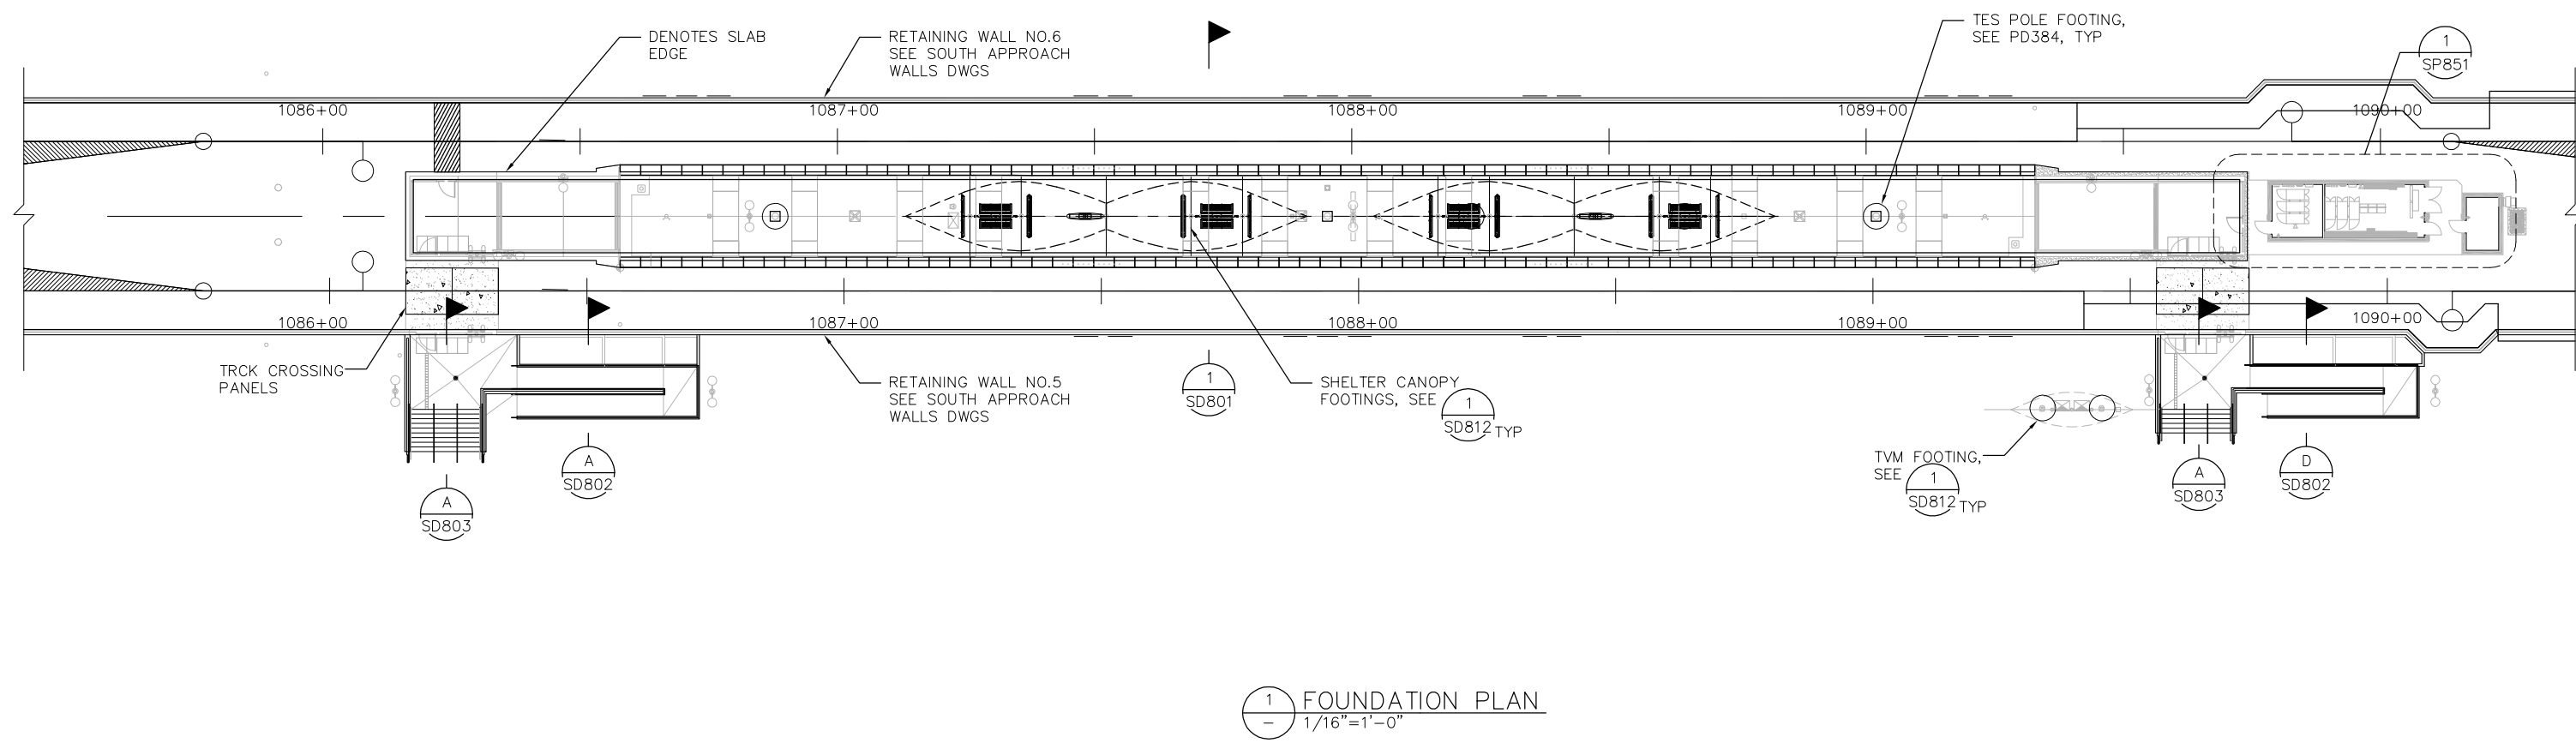 DENOTES SLAB
EDGE
RETAINING WALL NO.6
SEE SOUTH APPROACH
WALLS DWGS
TES POLE FOOTING,
SEE PD384, TYP
1
SP851
1086+00
1087+00
1088+00
1089+00
1090+00
1086+00
1087+00
1088+00
1089+00
1090+00
TRCK CROSSING
PANELS
RETAINING WALL NO.5
SEE SOUTH APPROACH
WALLS DWGS
1
SD801
SHELTER CANOPY
FOOTINGS, SEE
1
SD812 TYP
A
SD803
A
SD802
TVM FOOTING,
SEE
1
SD812 TYP
A
SD803
D
SD802
1
–
FOUNDATION PLAN
1/16"=1'-0"